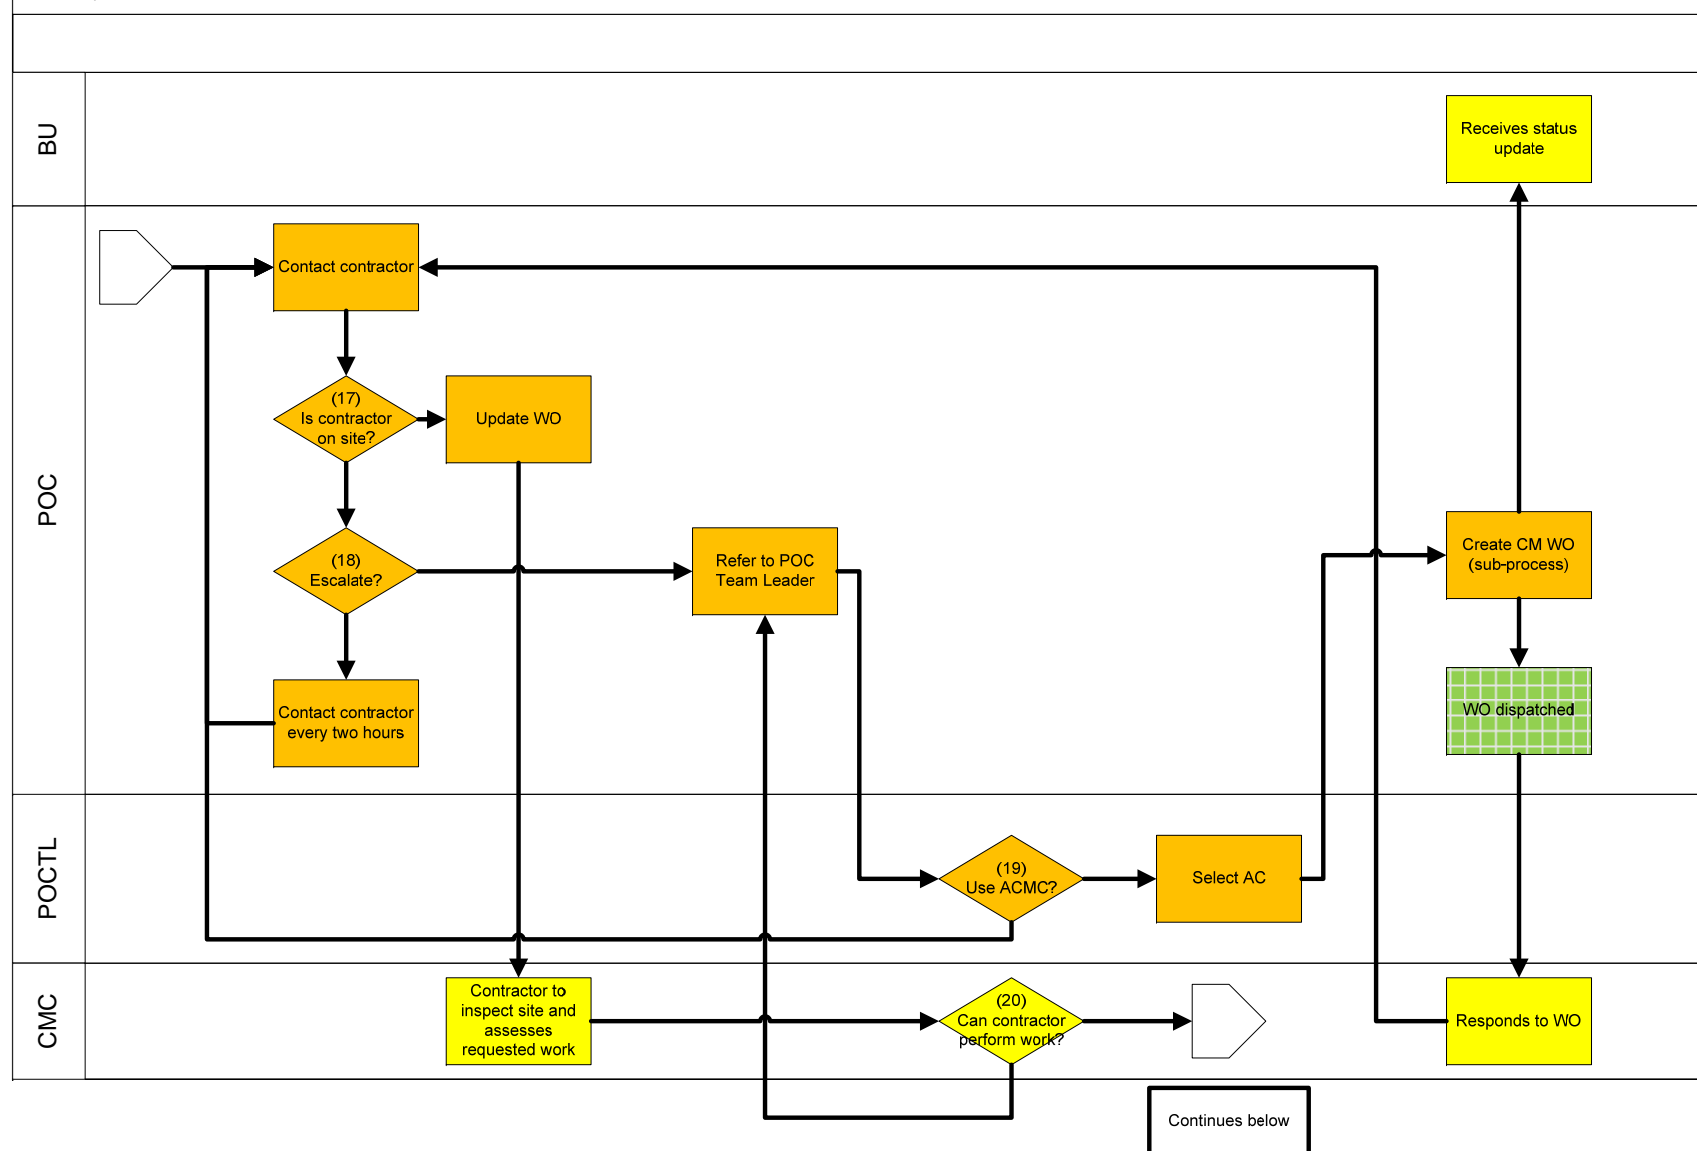 BU
Receives status
update
POC
Contact contractor
(17)
Is contractor
on site?
Update WO
(18)
Escalate?
Refer to POC
Team Leader
Create CM WO
(sub-process)
Contact contractor
every two hours
WO dispatched
POCTL
(19)
Use ACMC?
Select AC
CMC
Contractor to
inspect site and
assesses
requested work
(20)
Can contractor
perform work?
Responds to WO
Continues below